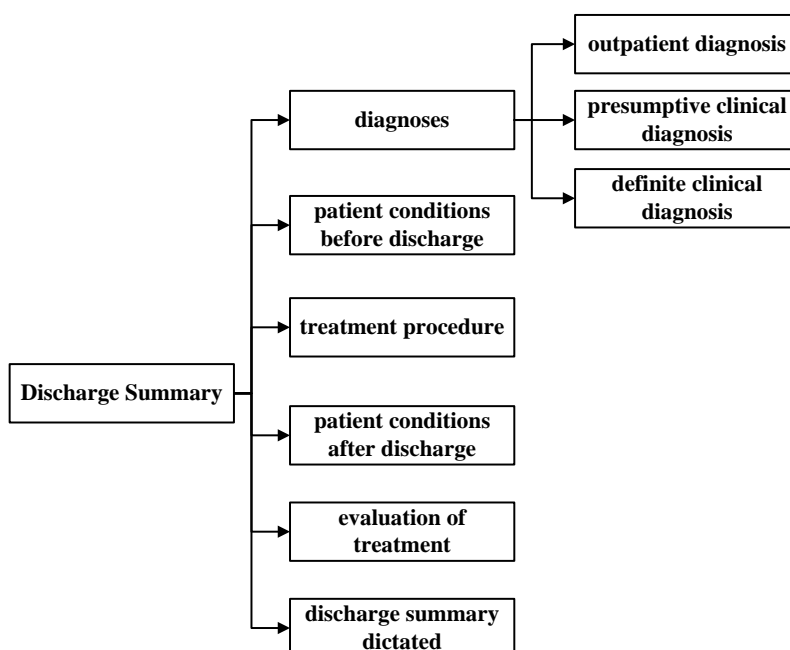 outpatient diagnosis
diagnoses
presumptive clinical
diagnosis
definite clinical
diagnosis
patient conditions
before discharge
treatment procedure
Discharge Summary
patient conditions
after discharge
evaluation of
treatment
discharge summary
dictated